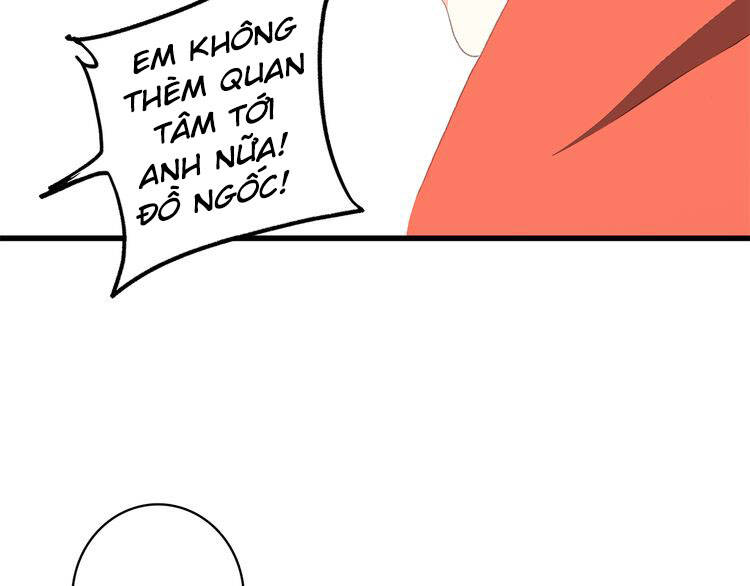 EM KHÔNG
THÈM QUAN
TÂM TỚI
ANH NỮA!
ĐỒ NGỐC!